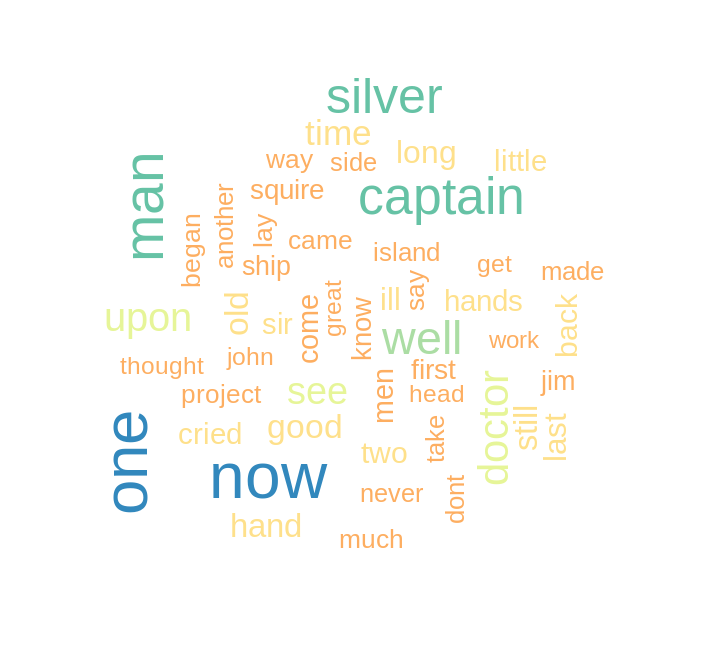 silver
time
way
side
long
little
man
squire
captain
began
another
lay
came
ship
island
get
made
upon
old
sir
come
great
know
ill
say
hands
back
well
work
thought
john
first
jim
project
see
men
head
doctor
one
cried
good
two
take
still
last
now
never
dont
hand
much